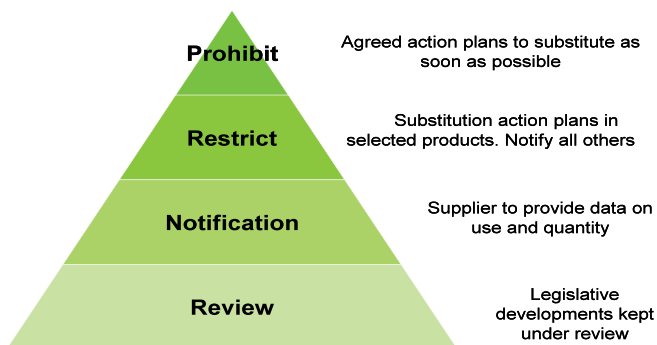 Prohibit
Agreed action plans to substitute as
soon as possible
Restrict
Substitution action plans in
selected products. Notify all others
Notification
Supplier to provide data on
use and quantity
Review
Legislative
developments kept
under review